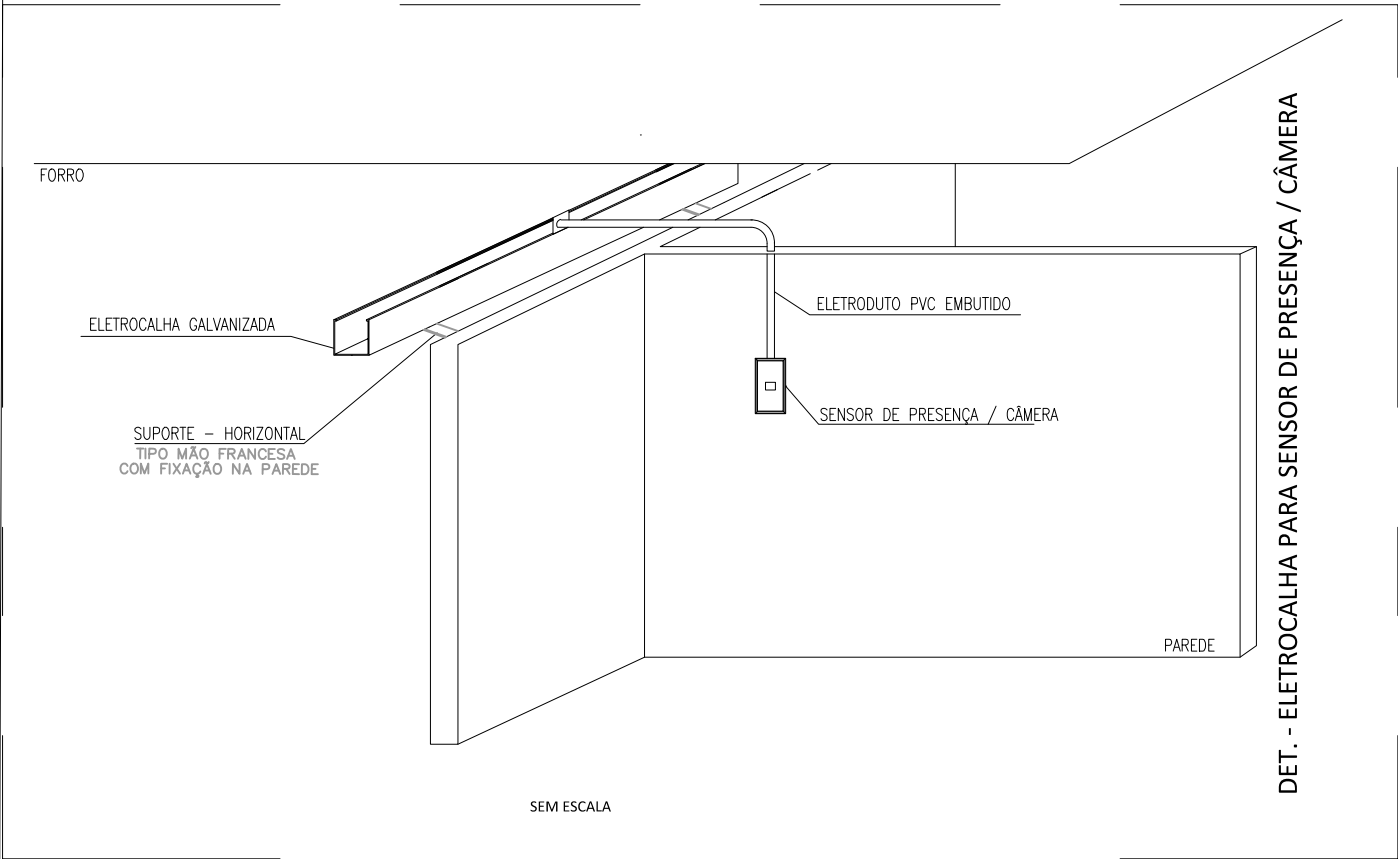 FORRO
ELETROCALHA GALVANIZADA
SUPORTE – HORIZONTAL
TIPO MÃO FRANCESA
COM FIXAÇÃO NA PAREDE
ELETRODUTO PVC EMBUTIDO
SENSOR DE PRESENÇA / CÂMERA
PAREDE
SEM ESCALA
DET. - ELETROCALHA PARA SENSOR DE PRESENÇA / CÂMERA